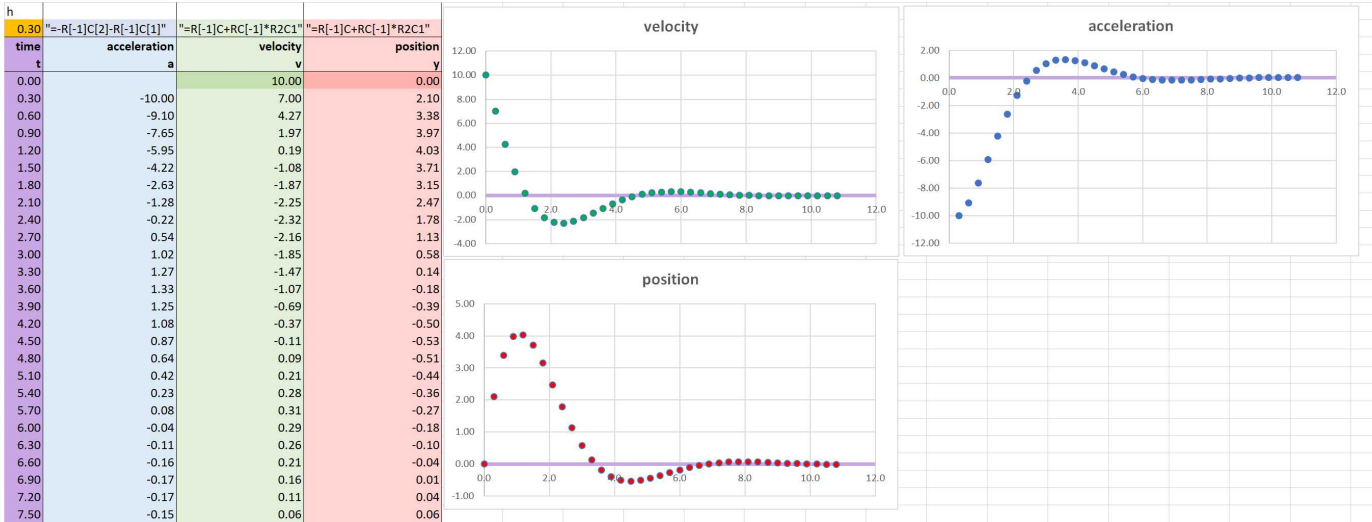 h
0.30 "=-R[-1]C[2]-R[-1]C[1]" "=R[-1]C+RC[-1]*R2C1" "=R[-1]C+RC[-1]*R2C1"
time acceleration velocity position
t a v y
0.00 10.00 0.00
0.30 -10.00 7.00 2.10
0.60 -9.10 4.27 3.38
0.90 -7.65 1.97 3.97
1.20 -5.95 0.19 4.03
1.50 -4.22 -1.08 3.71
1.80 -2.63 -1.87 3.15
2.10 -1.28 -2.25 2.47
2.40 -0.22 -2.32 1.78
2.70 0.54 -2.16 1.13
3.00 1.02 -1.85 0.58
3.30 1.27 -1.47 0.14
3.60 1.33 -1.07 -0.18
3.90 1.25 -0.69 -0.39
4.20 1.08 -0.37 -0.50
4.50 0.87 -0.11 -0.53
4.80 0.64 0.09 -0.51
5.10 0.42 0.21 -0.44
5.40 0.23 0.28 -0.36
5.70 0.08 0.31 -0.27
6.00 -0.04 0.29 -0.18
6.30 -0.11 0.26 -0.10
6.60 -0.16 0.21 -0.04
6.90 -0.17 0.16 0.01
7.20 -0.17 0.11 0.04
7.50 -0.15 0.06 0.06
velocity
12.00
10.00
8.00
6.00
4.00
2.00
0.00
-2.00
-4.00
0.0 2.0 4.0 6.0 8.0 10.0 12.0
acceleration
2.00
0.00
-2.00
-4.00
-6.00
-8.00
-10.00
-12.00
0.0 2.0 4.0 6.0 8.0 10.0 12.0
position
5.00
4.00
3.00
2.00
1.00
0.00
-1.00
0.0 2.0 4.0 6.0 8.0 10.0 12.0